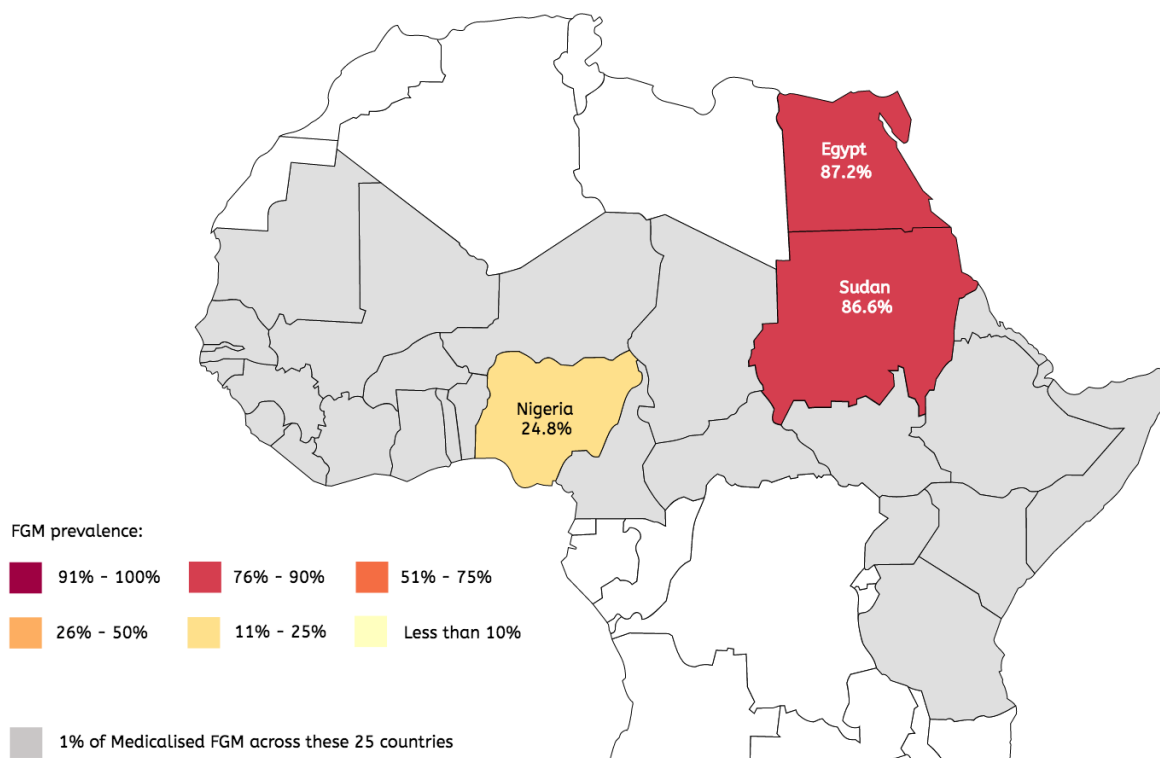 Egypt
87.2%
Sudan
86.6%
Nigeria
24.8%
FGM prevalence:
91% - 100%
76% - 90%
51% - 75%
26% - 50%
11% - 25%
Less than 10%
1% of Medicalised FGM across these 25 countries